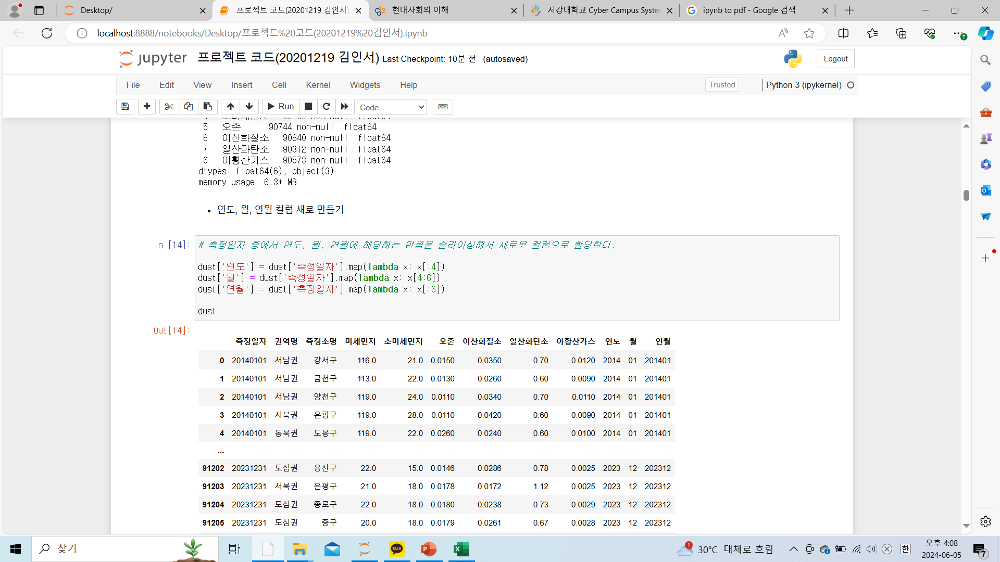 Desktop/
프로젝트 코드(20201219 김인서)
현대사회의 이해
서강대학교 Cyber Campus Syste
ipynb to pdf - Google 검색
localhost:8888/notebooks/Desktop/프로젝트%20코드(20201219%20김인서).ipynb
jupyter 프로젝트 코드(20201219 김인서) Last Checkpoint: 10분 전 (autosaved)
Logout
File Edit View Insert Cell Kernel Widgets Help
Trusted
Python 3 (ipykernel)
Run
Code
5 오존 90744 non-null float64
6 이산화질소 90640 non-null float64
7 일산화탄소 90312 non-null float64
8 아황산가스 90573 non-null float64
dtypes: float64(6), object(3)
memory usage: 6.3+ MB
• 연도, 월, 연월 컬럼 새로 만들기
In [14]:
# 측정일자 중에서 연도, 월, 연월에 해당하는 만큼을 슬라이싱해서 새로운 컬럼으로 할당한다.
dust['연도'] = dust['측정일자'].map(lambda x: x[:4])
dust['월'] = dust['측정일자'].map(lambda x: x[4:6])
dust['연월'] = dust['측정일자'].map(lambda x: x[:6])
dust
Out[14]:
측정일자 권역명 측정소명 미세먼지 초미세먼지 오존 이산화질소 일산화탄소 아황산가스 연도 월 연월
0 20140101 서남권 강서구 116.0 21.0 0.0150 0.0350 0.70 0.0120 2014 01 201401
1 20140101 서남권 금천구 113.0 22.0 0.0130 0.0260 0.60 0.0090 2014 01 201401
2 20140101 서남권 양천구 119.0 24.0 0.0110 0.0340 0.70 0.0110 2014 01 201401
3 20140101 서북권 은평구 119.0 28.0 0.0110 0.0420 0.60 0.0090 2014 01 201401
4 20140101 동북권 도봉구 119.0 22.0 0.0260 0.0240 0.60 0.0100 2014 01 201401
... ... ... ... ... ... ... ... ... ... ... ... ...
91202 20231231 도심권 용산구 22.0 15.0 0.0146 0.0286 0.78 0.0025 2023 12 202312
91203 20231231 서북권 은평구 21.0 18.0 0.0178 0.0172 1.12 0.0025 2023 12 202312
91204 20231231 도심권 종로구 22.0 18.0 0.0180 0.0238 0.73 0.0029 2023 12 202312
91205 20231231 도심권 중구 20.0 18.0 0.0179 0.0261 0.67 0.0028 2023 12 202312
찾기
TALK
1
30°C 대체로 흐림
한
오후 4:08
2024-06-05
7